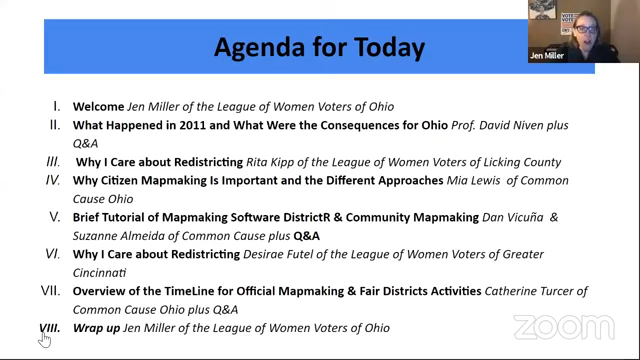 Agenda for Today
Jen Miller
VOTE
I. Welcome Jen Miller of the League of Women Voters of Ohio
II. What Happened in 2011 and What Were the Consequences for Ohio Prof. David Niven plus
Q&A
III. Why I Care about Redistricting Rita Kipp of the League of Women Voters of Licking County
IV. Why Citizen Mapmaking Is Important and the Different Approaches Mia Lewis of Common
Cause Ohio
V. Brief Tutorial of Mapmaking Software DistrictR & Community Mapmaking Dan Vicuña &
Suzanne Almeida of Common Cause plus Q&A
VI. Why I Care about Redistricting Desirae Futel of the League of Women Voters of Greater
Cincinnati
VII. Overview of the TimeLine for Official Mapmaking & Fair Districts Activities Catherine Turcer of
Common Cause Ohio plus Q&A
VIII. Wrap up Jen Miller of the League of Women Voters of Ohio
zoom